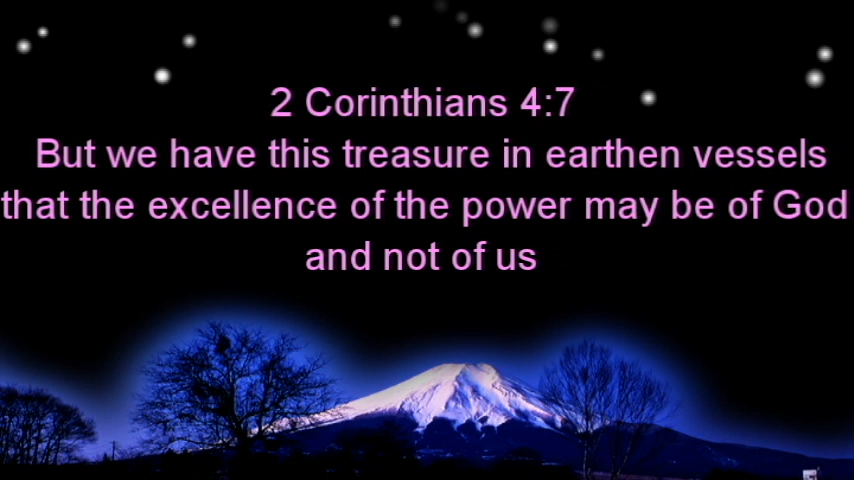 2 Corinthians 4:7
But we have this treasure in earthen vessels
that the excellence of the power may be of God
and not of us